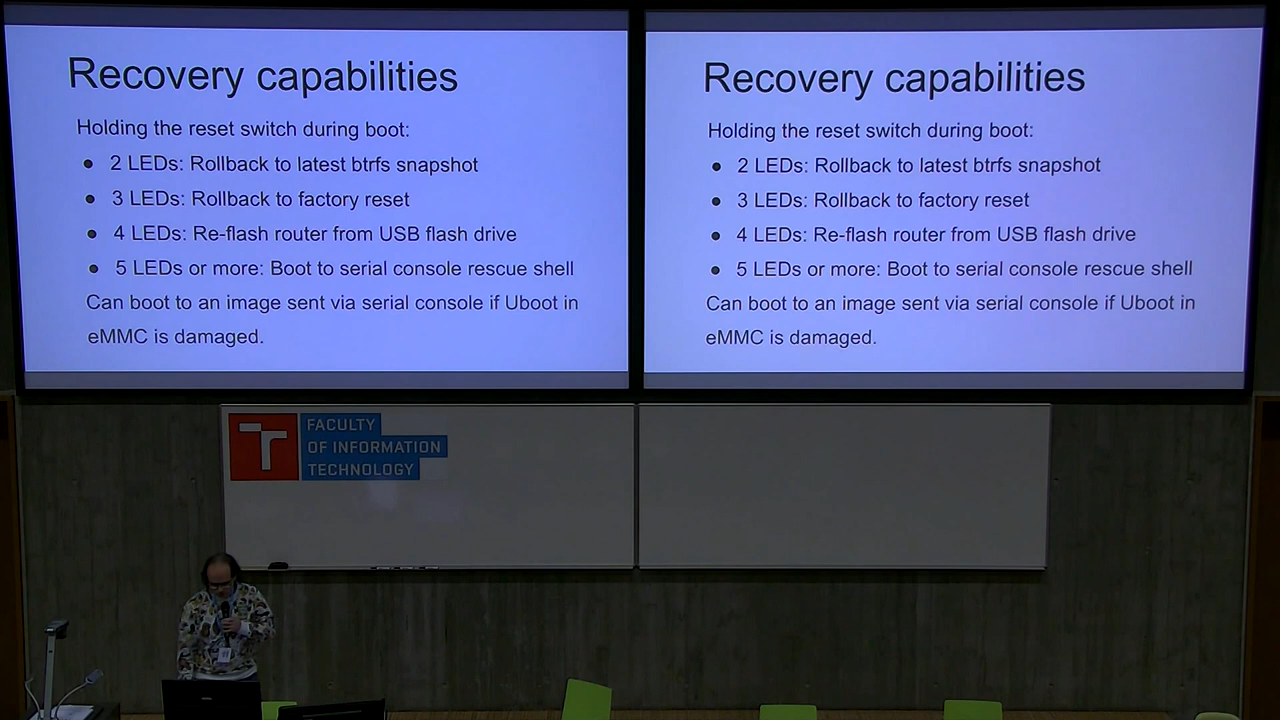 Recovery capabilities
Holding the reset switch during boot:
● 2 LEDs: Rollback to latest btrfs snapshot
● 3 LEDs: Rollback to factory reset
● 4 LEDs: Re-flash router from USB flash drive
● 5 LEDs or more: Boot to serial console rescue shell
Can boot to an image sent via serial console if Uboot in
eMMC is damaged.
Recovery capabilities
Holding the reset switch during boot:
● 2 LEDs: Rollback to latest btrfs snapshot
● 3 LEDs: Rollback to factory reset
● 4 LEDs: Re-flash router from USB flash drive
● 5 LEDs or more: Boot to serial console rescue shell
Can boot to an image sent via serial console if Uboot in
eMMC is damaged.
FACULTY
OF INFORMATION
TECHNOLOGY